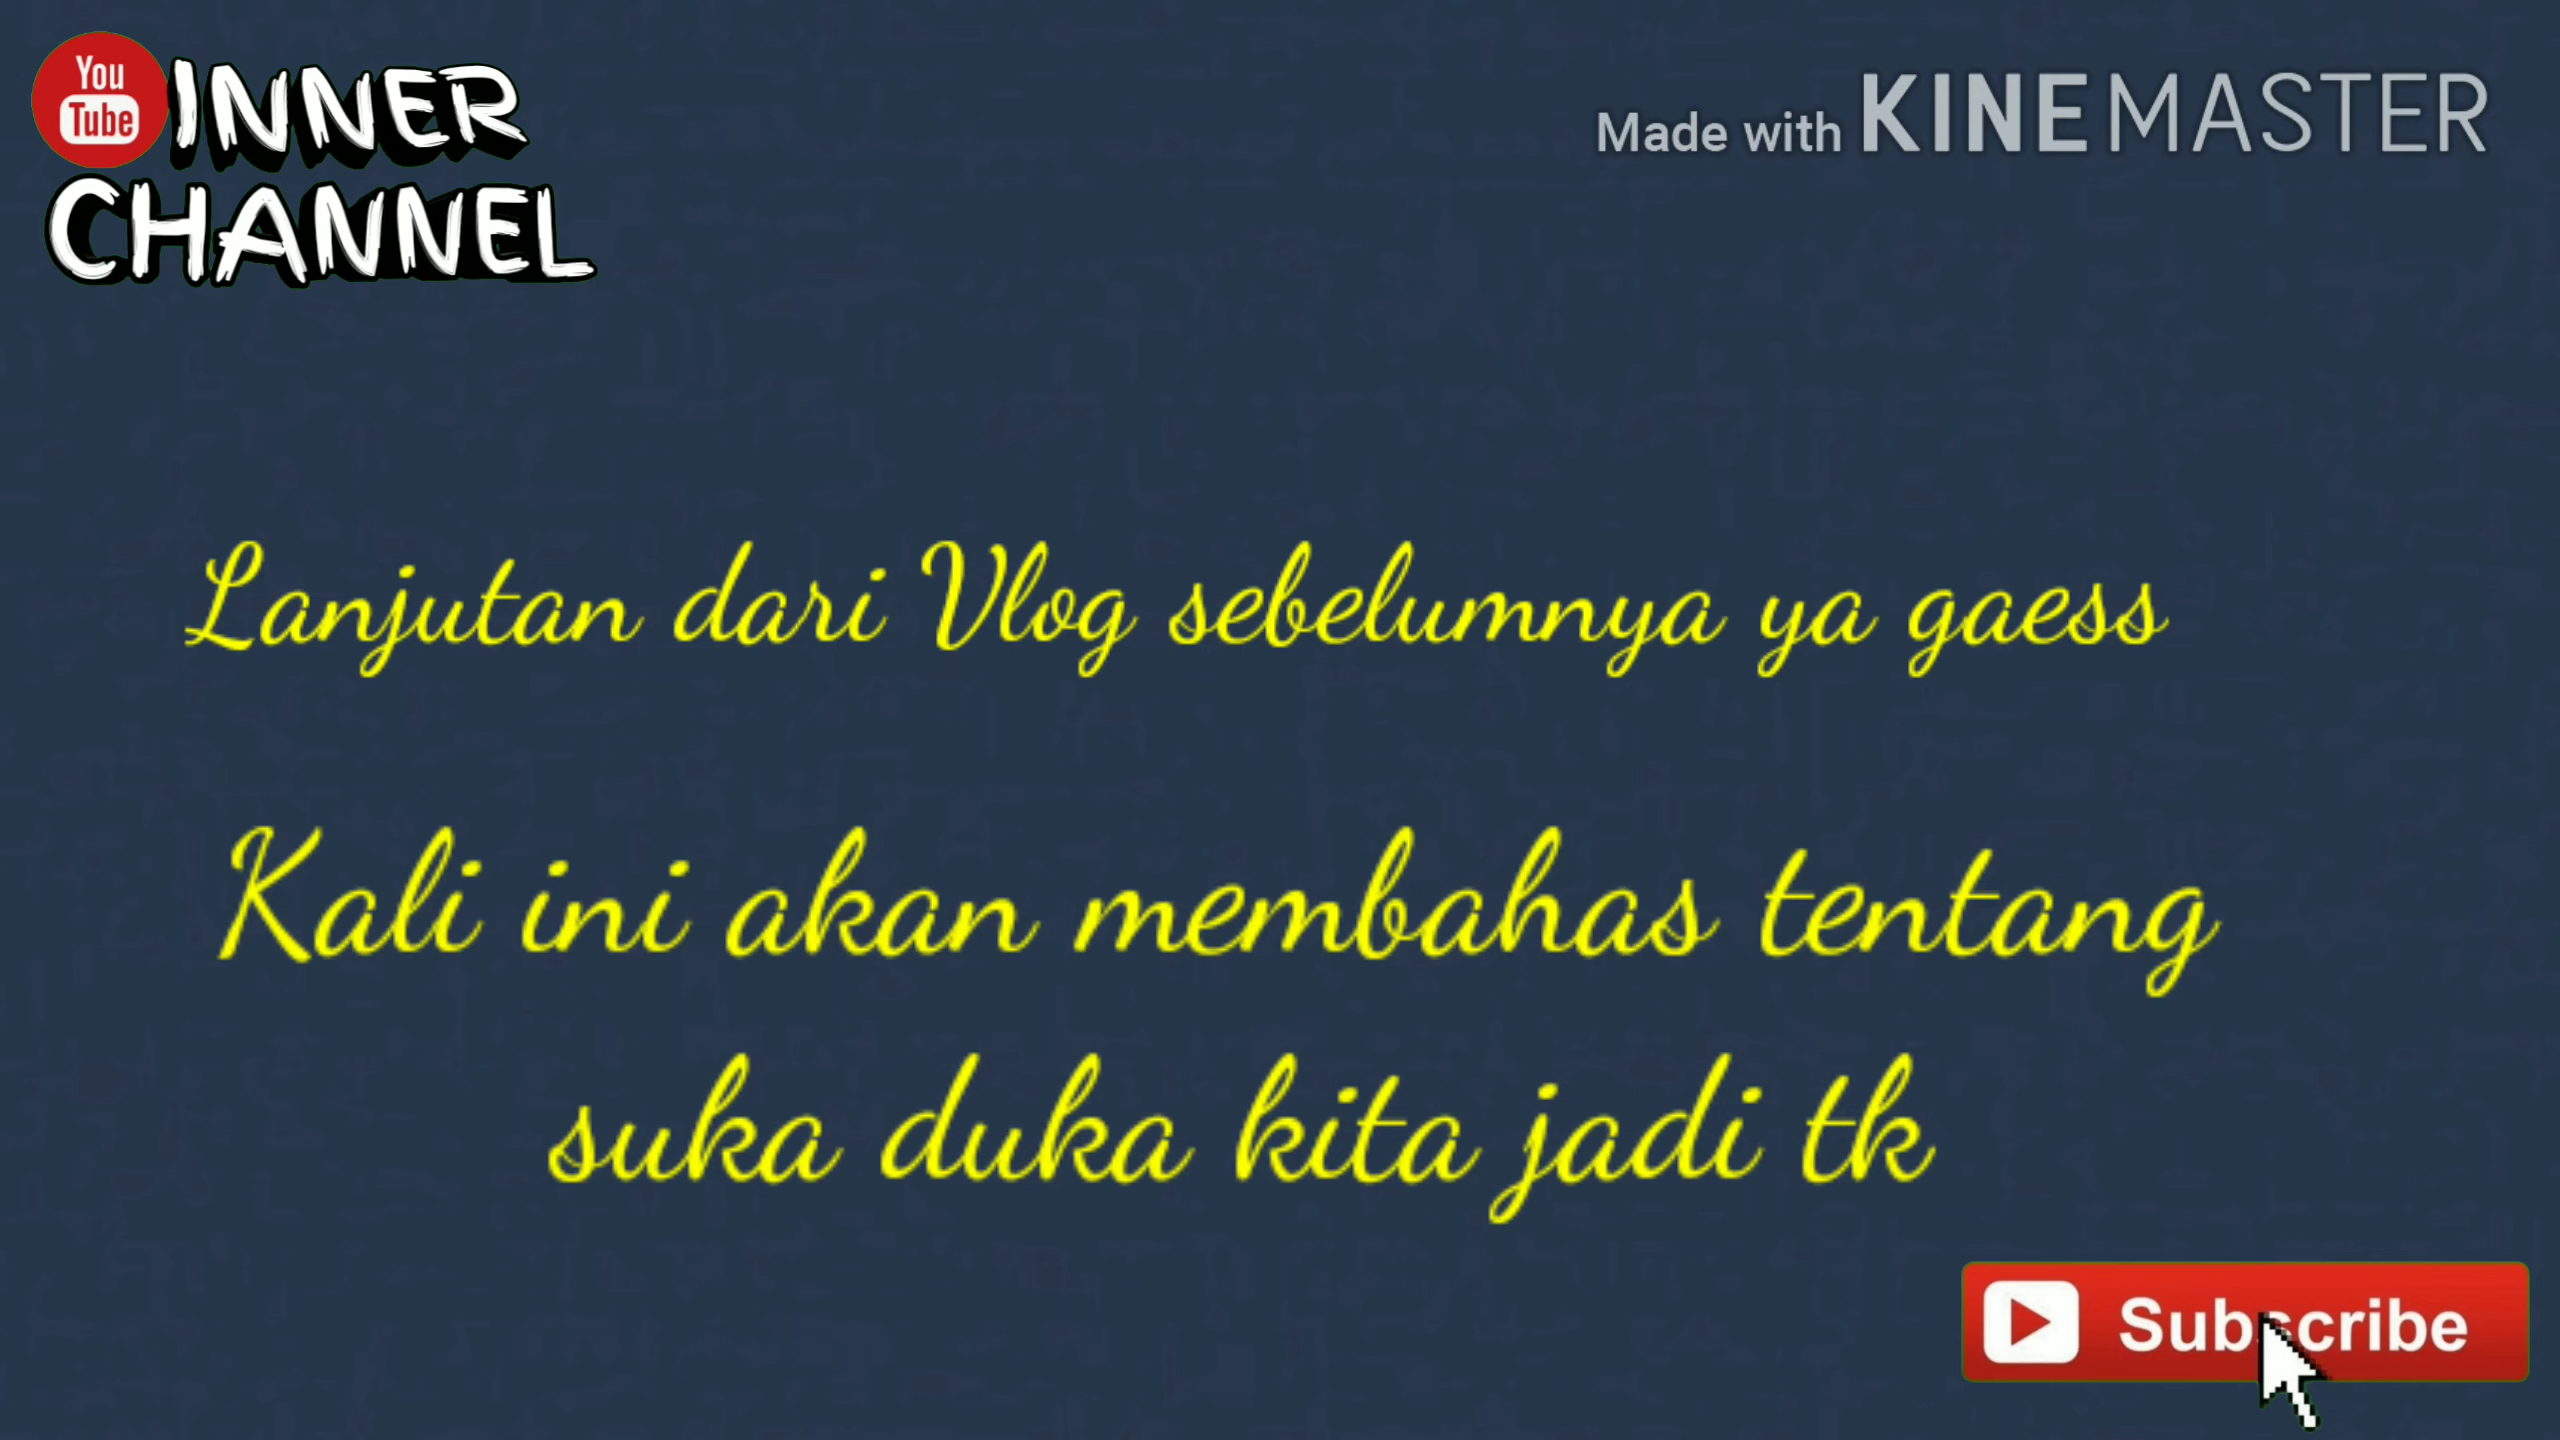 You
Tube
INNER
CHANNEL
Made with KINEMASTER
Lanjutan dari Vlog sebelumnya ya gaess
Kali ini akan membahas tentang
suka duka kita jadi tk
Subscribe